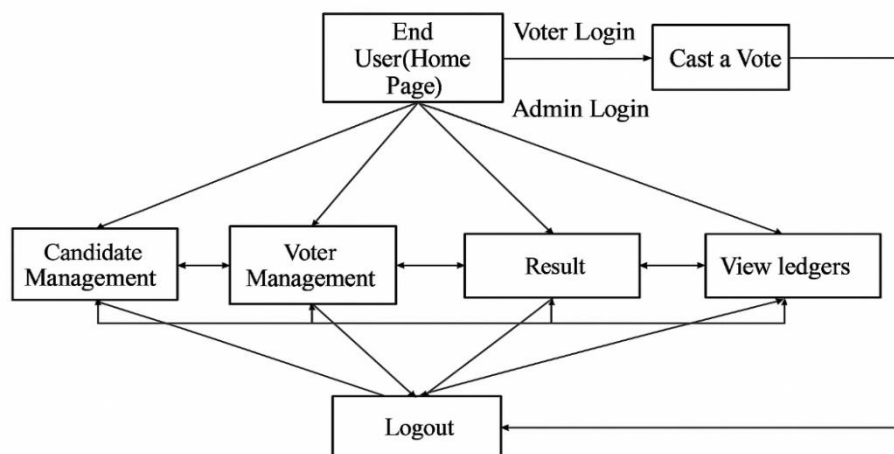 End
User(Home
Page)
Voter Login
Cast a Vote
Admin Login
Candidate
Management
Voter
Management
Result
View ledgers
Logout